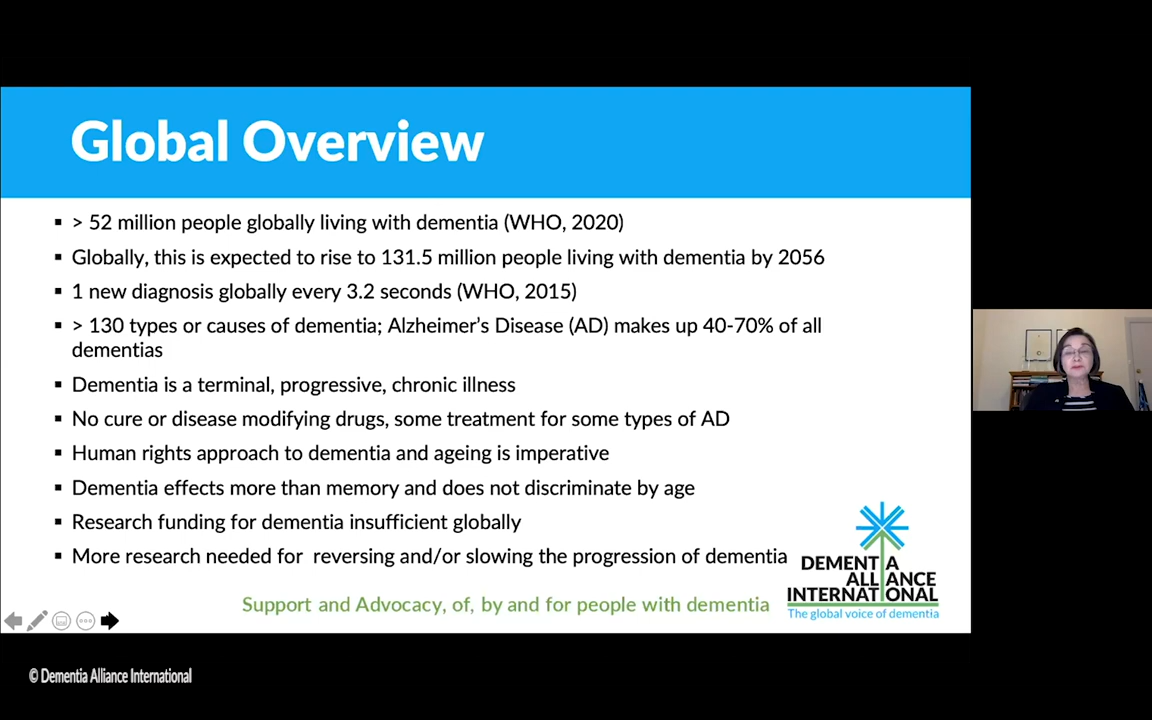 Global Overview
> 52 million people globally living with dementia (WHO, 2020)
Globally, this is expected to rise to 131.5 million people living with dementia by 2056
1 new diagnosis globally every 3.2 seconds (WHO, 2015)
> 130 types or causes of dementia; Alzheimer's Disease (AD) makes up 40-70% of all
dementias
Dementia is a terminal, progressive, chronic illness
No cure or disease modifying drugs, some treatment for some types of AD
Human rights approach to dementia and ageing is imperative
Dementia effects more than memory and does not discriminate by age
Research funding for dementia insufficient globally
More research needed for  reversing and/or slowing the progression of dementia
Support and Advocacy, of, by and for people with dementia
DEMENTIA
ALLIANCE
INTERNATIONAL
The global voice of dementia
© Dementia Alliance International